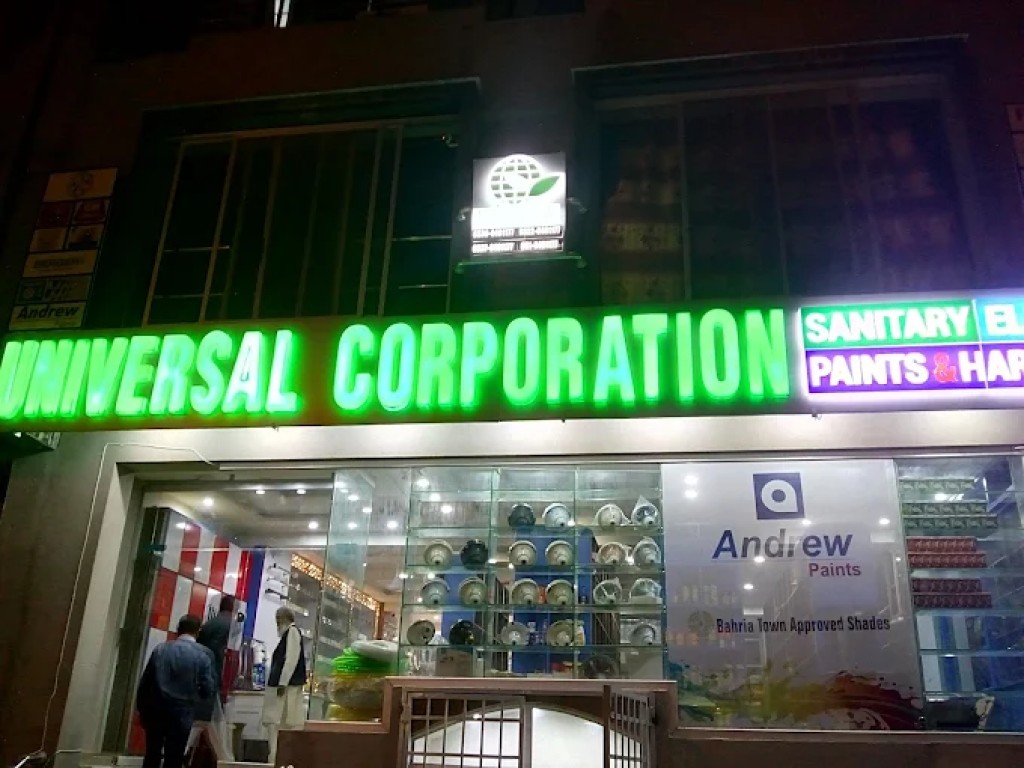 Andrew
UNIVERSAL CORPORATION
SANITARY
PAINTS & HAR
Andrew
Paints
Bahria Town Approved Shades